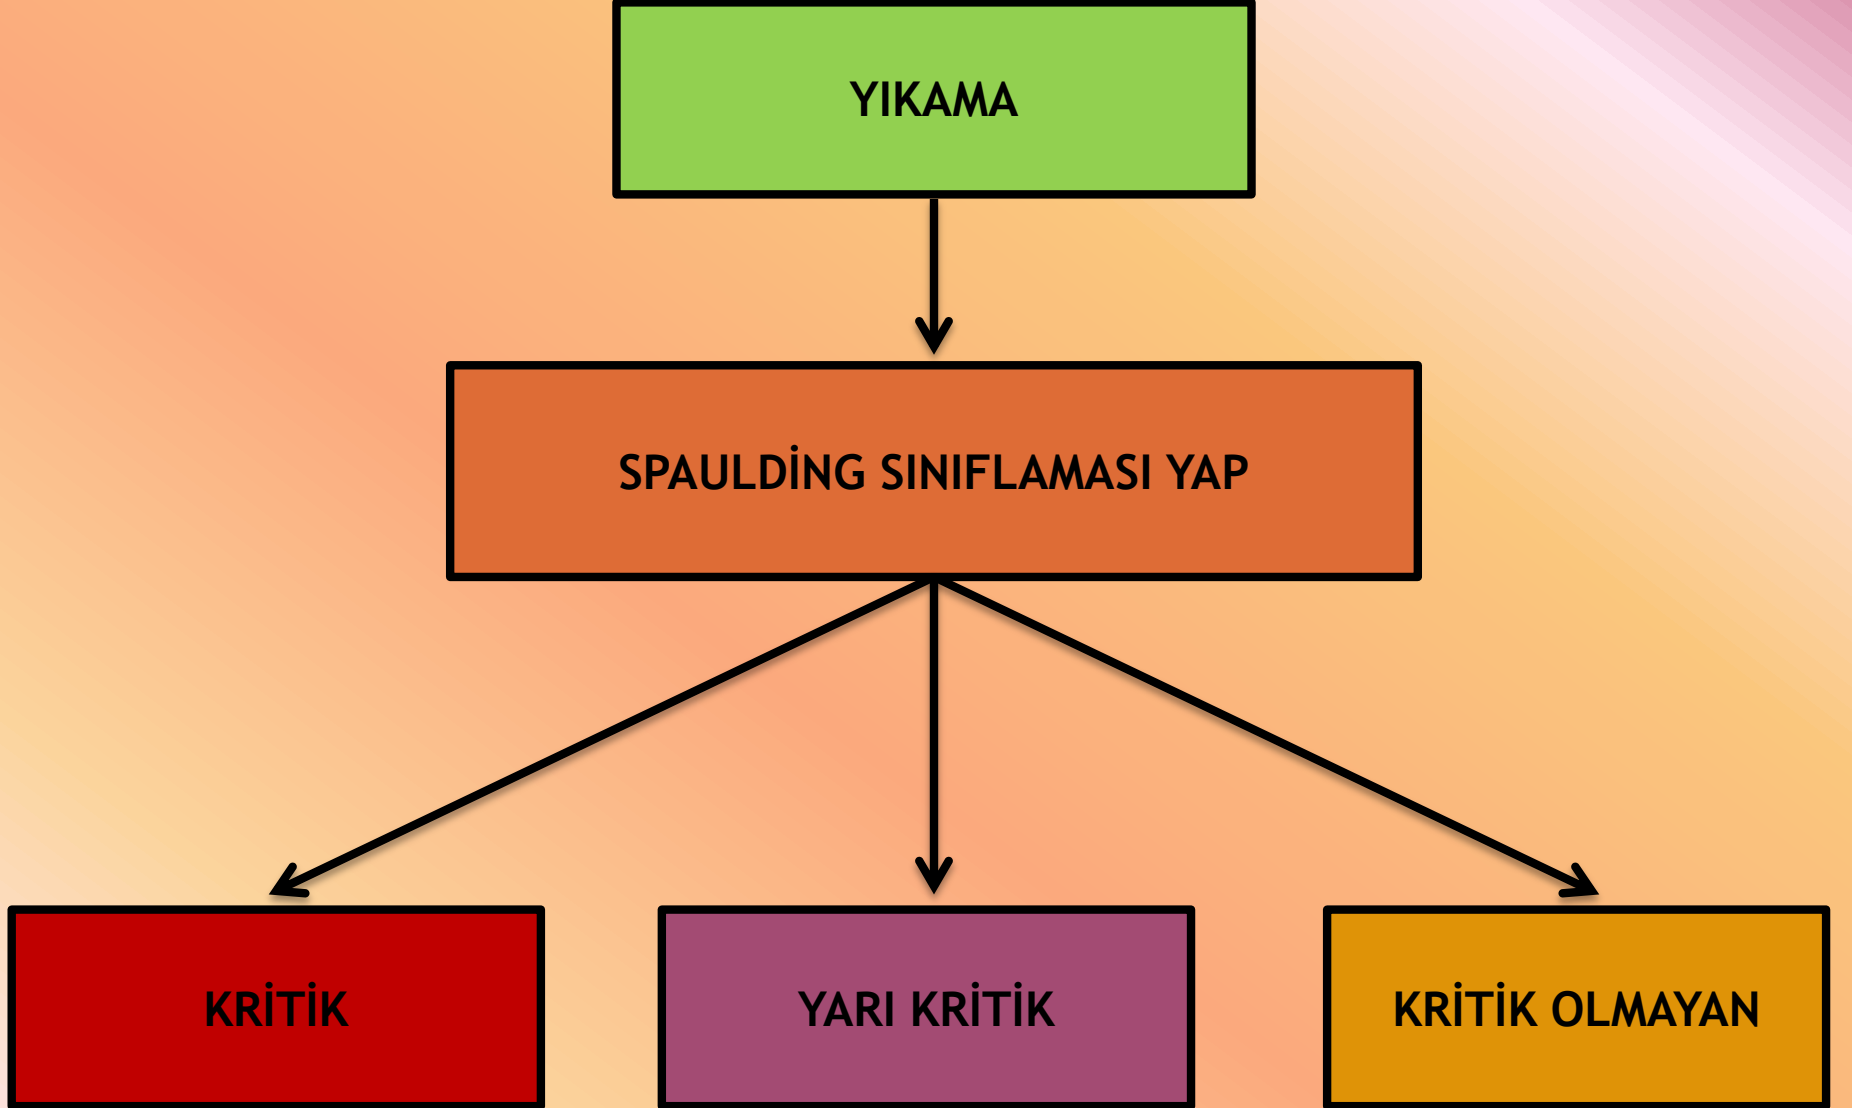 YIKAMA
SPAULDİNG SINIFLAMASI YAP
KRİTİK
YARI KRİTİK
KRİTİK OLMAYAN